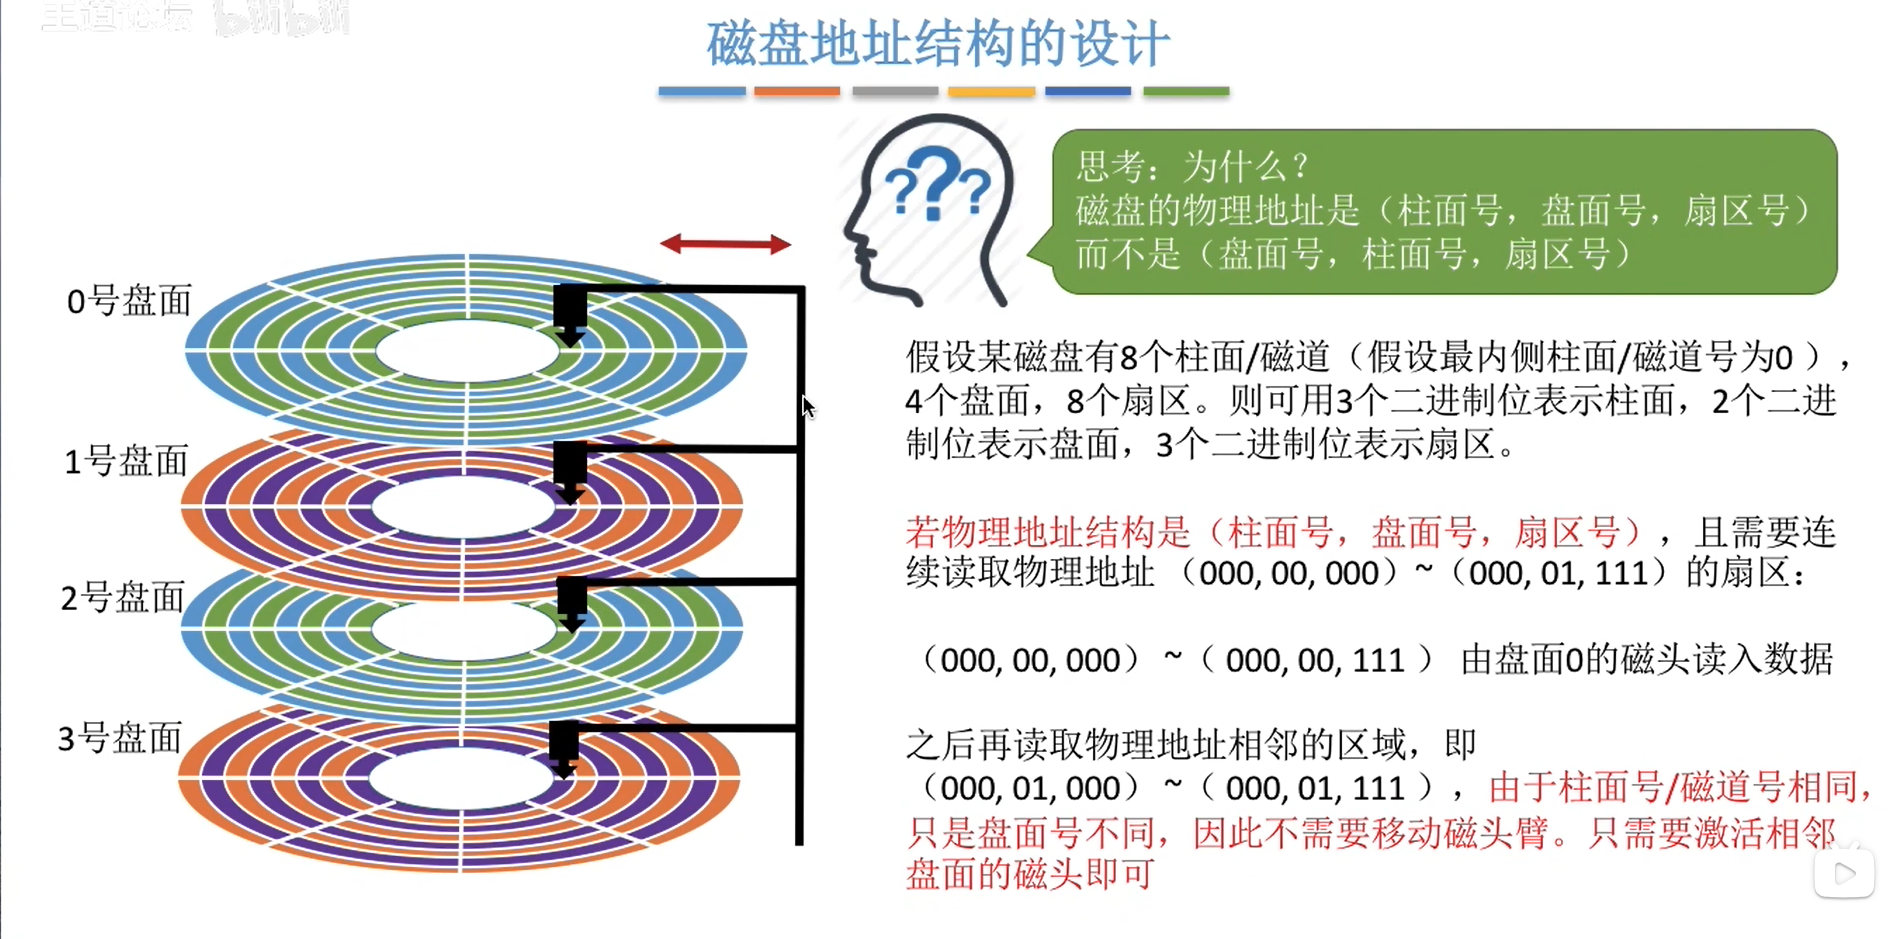 王道论坛 bilibili
磁盘地址结构的设计
???
思考：为什么？
磁盘的物理地址是（柱面号，盘面号，扇区号）
而不是（盘面号，柱面号，扇区号）
0号盘面
1号盘面
2号盘面
3号盘面
假设某磁盘有8个柱面/磁道（假设最内侧柱面/磁道号为0 ），
4个盘面，8个扇区。则可用3个二进制位表示柱面，2个二进
制位表示盘面，3个二进制位表示扇区。
若物理地址结构是（柱面号，盘面号，扇区号），且需要连
续读取物理地址 （000, 00, 000）~（000, 01, 111）的扇区：
（000, 00, 000） ~（ 000, 00, 111 ） 由盘面0的磁头读入数据
之后再读取物理地址相邻的区域，即
（000, 01, 000） ~（ 000, 01, 111 ），由于柱面号/磁道号相同，
只是盘面号不同，因此不需要移动磁头臂。只需要激活相邻
盘面的磁头即可